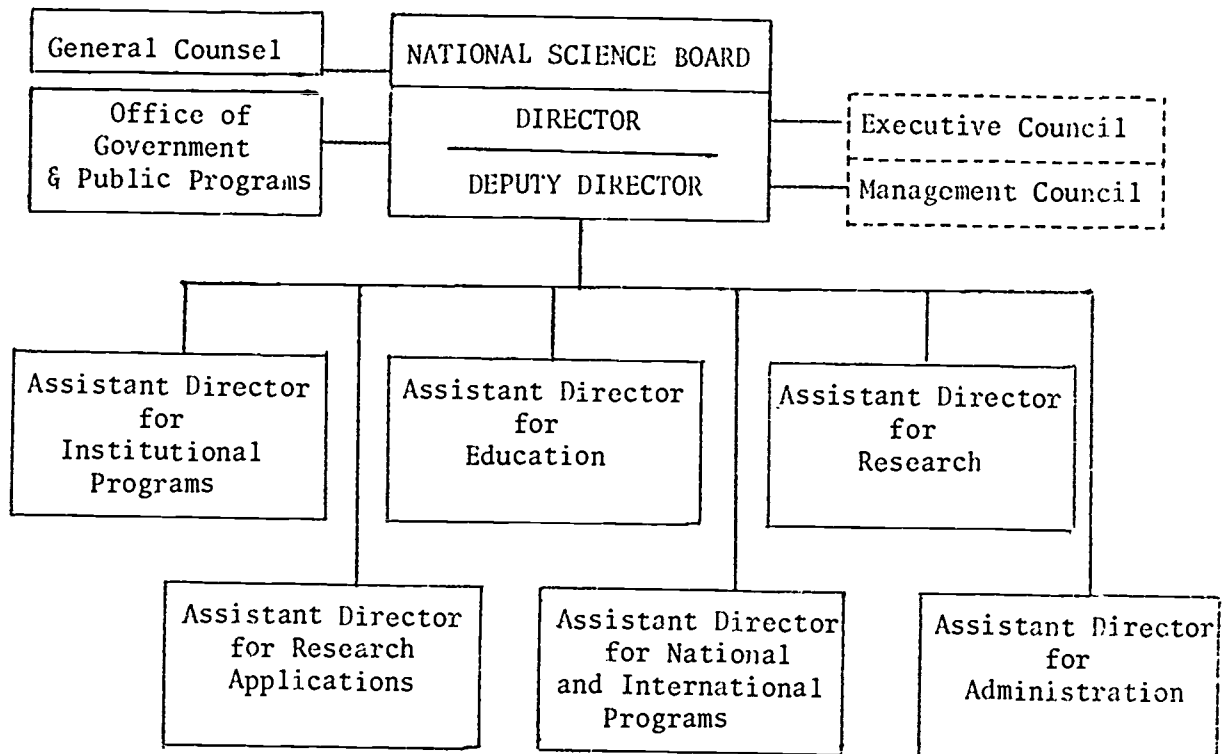 General Counsel
NATIONAL SCIENCE BOARD
Office of
Government
& Public Programs
DIRECTOR
DEPUTY DIRECTOR
Executive Council
Management Council
Assistant Director
for
Institutional
Programs
Assistant Director
for
Education
Assistant Director
for
Research
Assistant Director
for Research
Applications
Assistant Director
for National
and International
Programs
Assistant Director
for
Administration